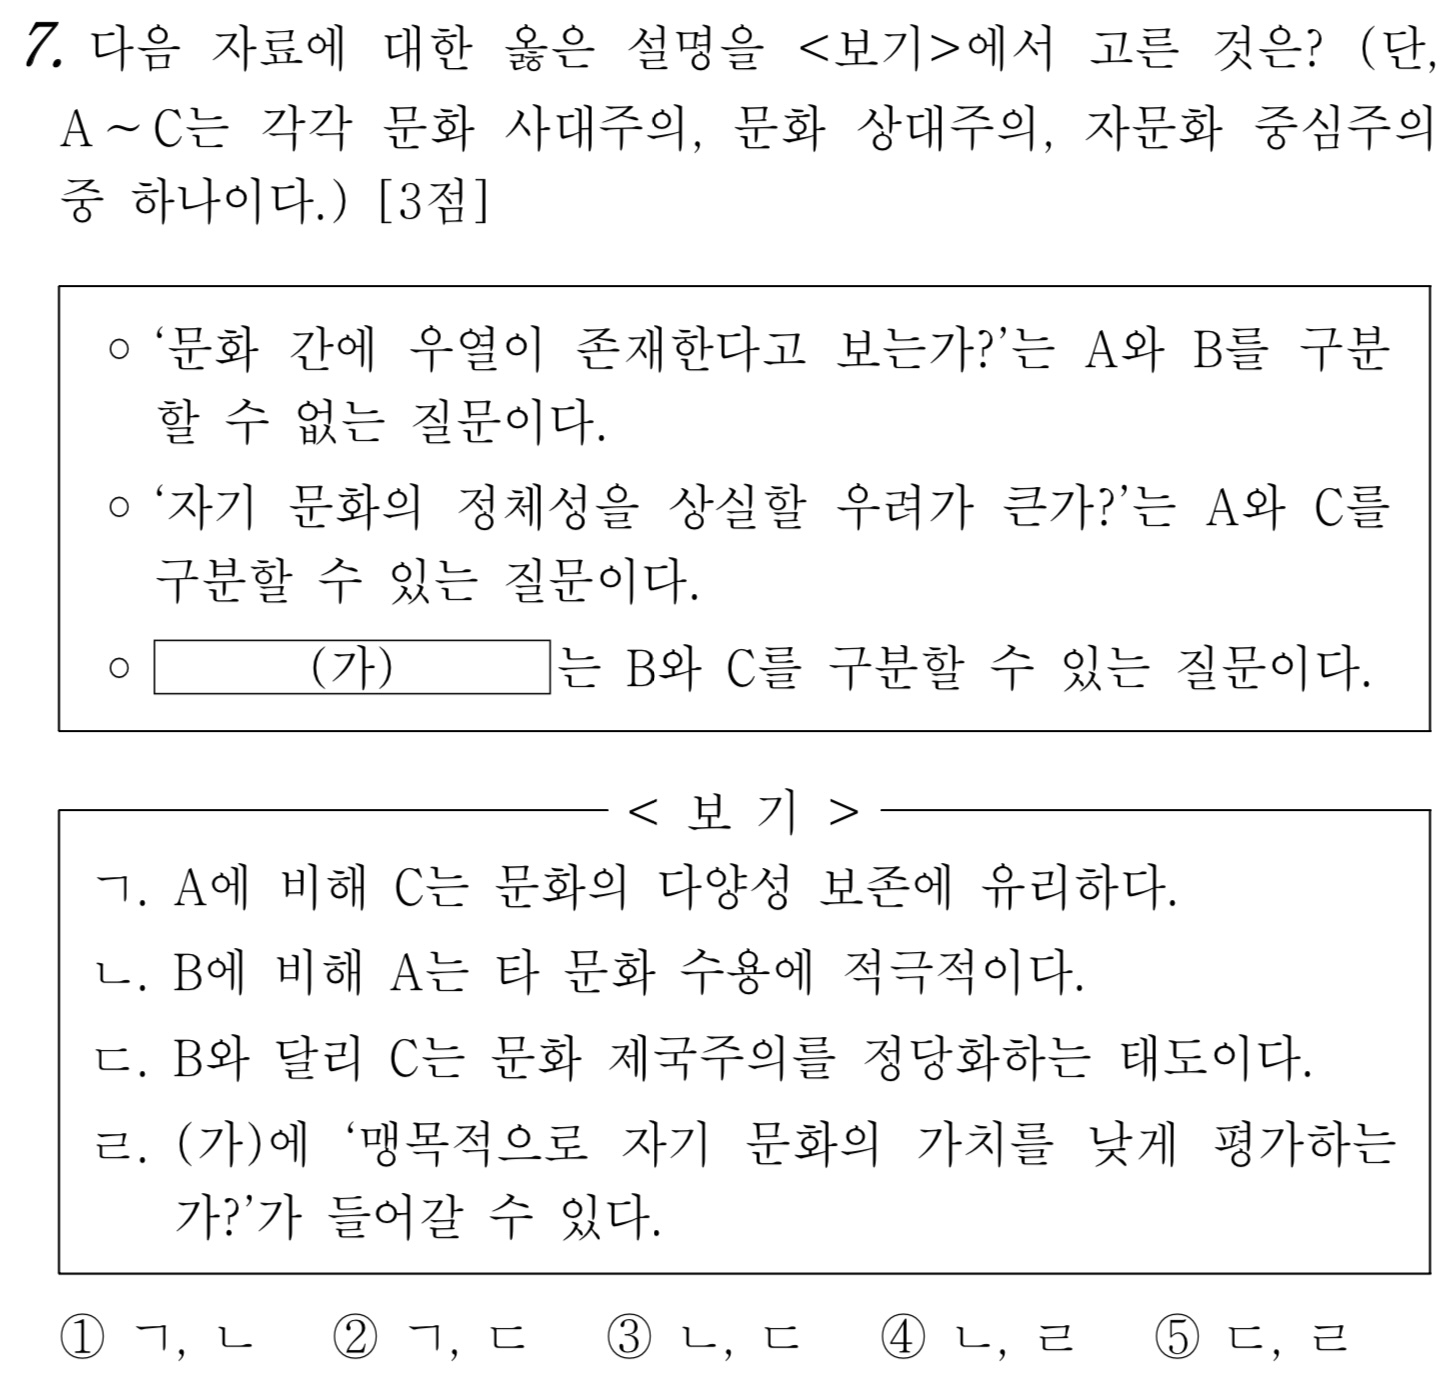 7. 다음 자료에 대한 옳은 설명을 <보기>에서 고른 것은? (단,
A～C는 각각 문화 사대주의, 문화 상대주의, 자문화 중심주의
중 하나이다.) [3점]
○ ‘문화 간에 우열이 존재한다고 보는가?’는 A와 B를 구분
할 수 없는 질문이다.
○ ‘자기 문화의 정체성을 상실할 우려가 큰가?’는 A와 C를
구분할 수 있는 질문이다.
○ (가) 는 B와 C를 구분할 수 있는 질문이다.
< 보 기 >
ㄱ. A에 비해 C는 문화의 다양성 보존에 유리하다.
ㄴ. B에 비해 A는 타 문화 수용에 적극적이다.
ㄷ. B와 달리 C는 문화 제국주의를 정당화하는 태도이다.
ㄹ. (가)에 ‘맹목적으로 자기 문화의 가치를 낮게 평가하는
가?’가 들어갈 수 있다.
① ㄱ, ㄴ ② ㄱ, ㄷ ③ ㄴ, ㄷ ④ ㄴ, ㄹ ⑤ ㄷ, ㄹ